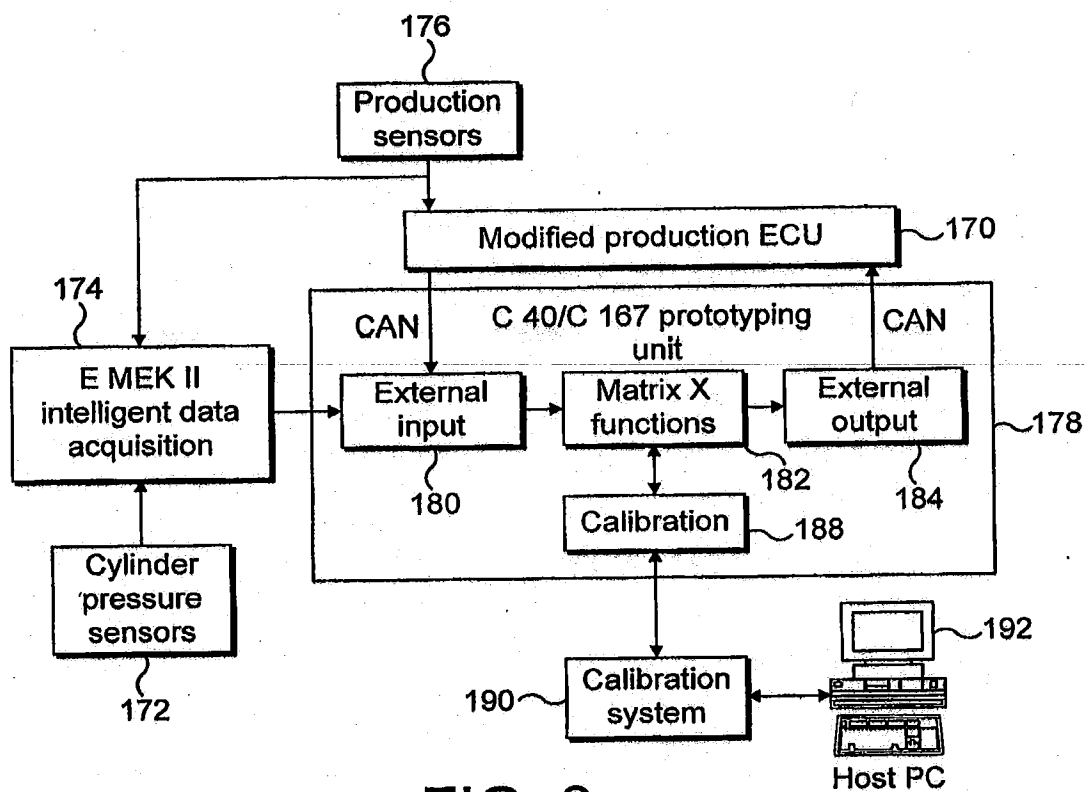 176
Production
sensors
Modified production ECU
170
174
CAN
C 40/C 167 prototyping
unit
CAN
E MEK II
intelligent data
acquisition
External
input
Matrix X
functions
External
output
178
180
182
184
Calibration
188
Cylinder
pressure
sensors
172
190
Calibration
system
192
Host PC